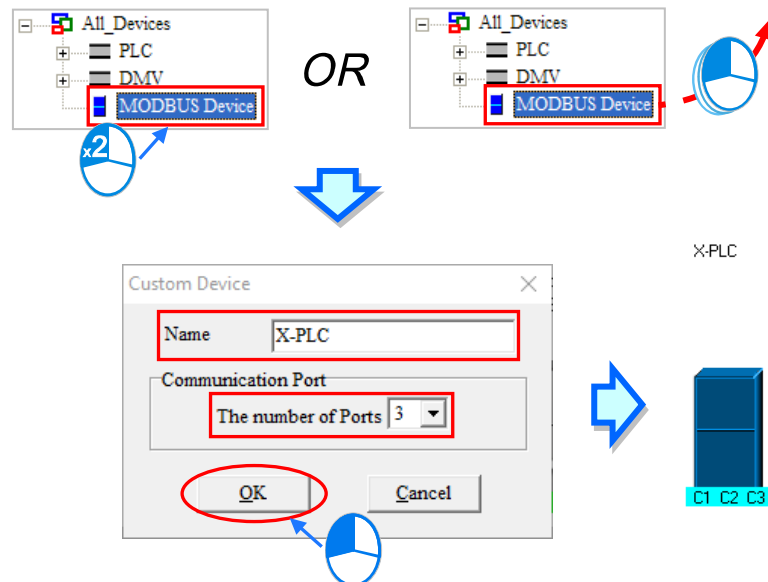 All_Devices
PLC
DMV
MODBUS Device
x2
OR
All_Devices
PLC
DMV
MODBUS Device
Custom Device
Name X-PLC
Communication Port
The number of Ports 3
OK Cancel
X-PLC
C1 C2 C3